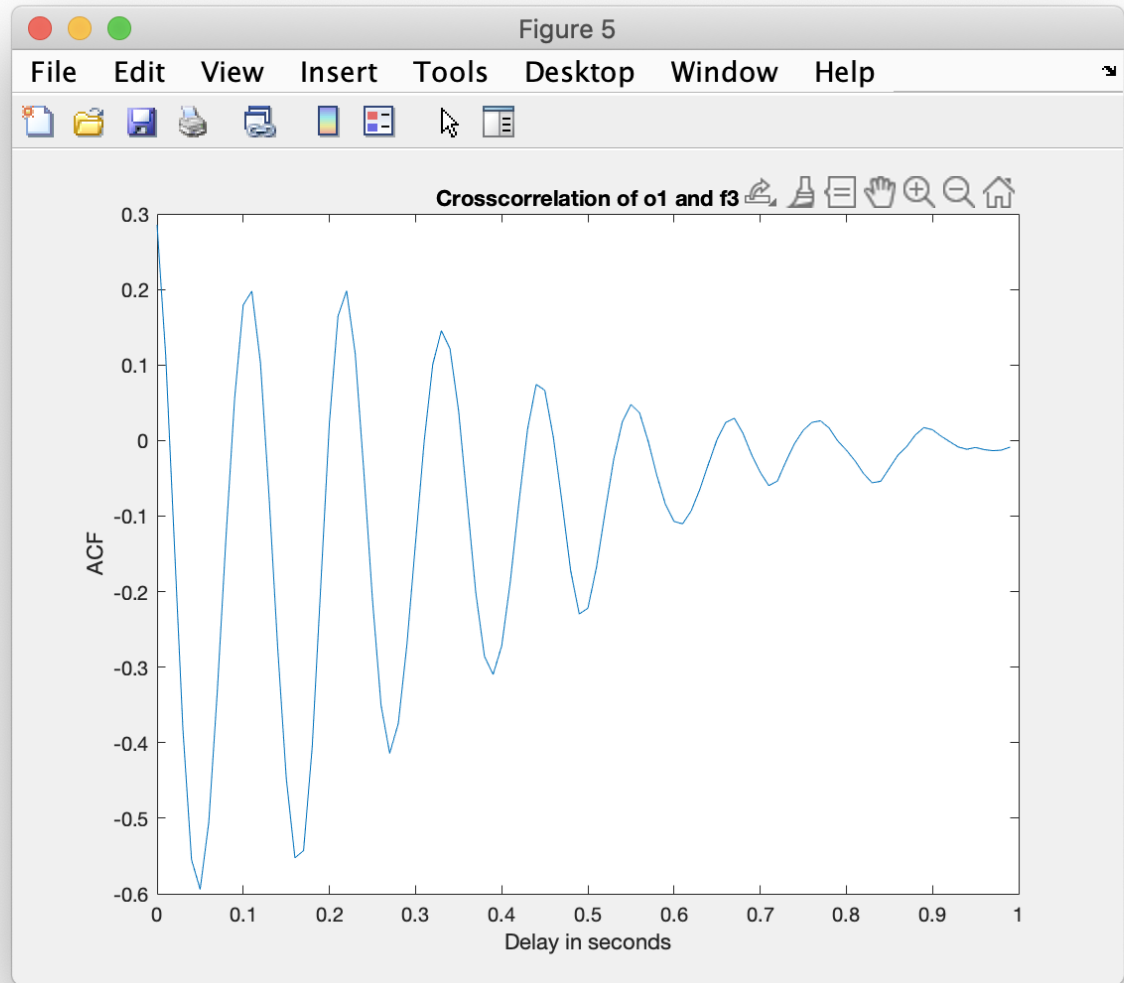 Figure 5
File Edit View Insert Tools Desktop Window Help
Crosscorrelation of o1 and f3
0.3
0.2
0.1
0
-0.1
-0.2
-0.3
-0.4
-0.5
-0.6
ACF
0 0.1 0.2 0.3 0.4 0.5 0.6 0.7 0.8 0.9 1
Delay in seconds